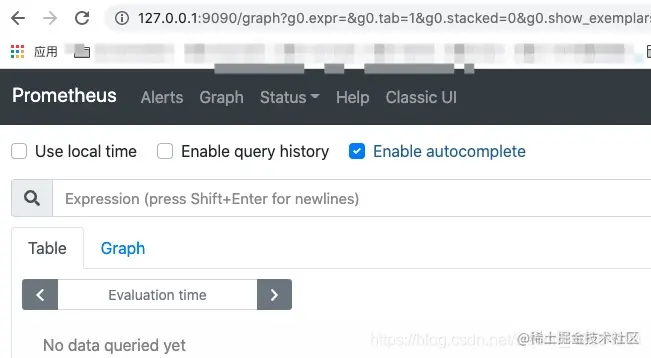 127.0.0.1:9090/graph?g0.expr=&g0.tab=1&g0.stacked=0&g0.show_exemplars
应用
Prometheus Alerts Graph Status Help Classic UI
Use local time Enable query history Enable autocomplete
Expression (press Shift+Enter for newlines)
Table Graph
Evaluation time
No data queried yet
https://blog.csdn.net/
@稀土掘金技术社区